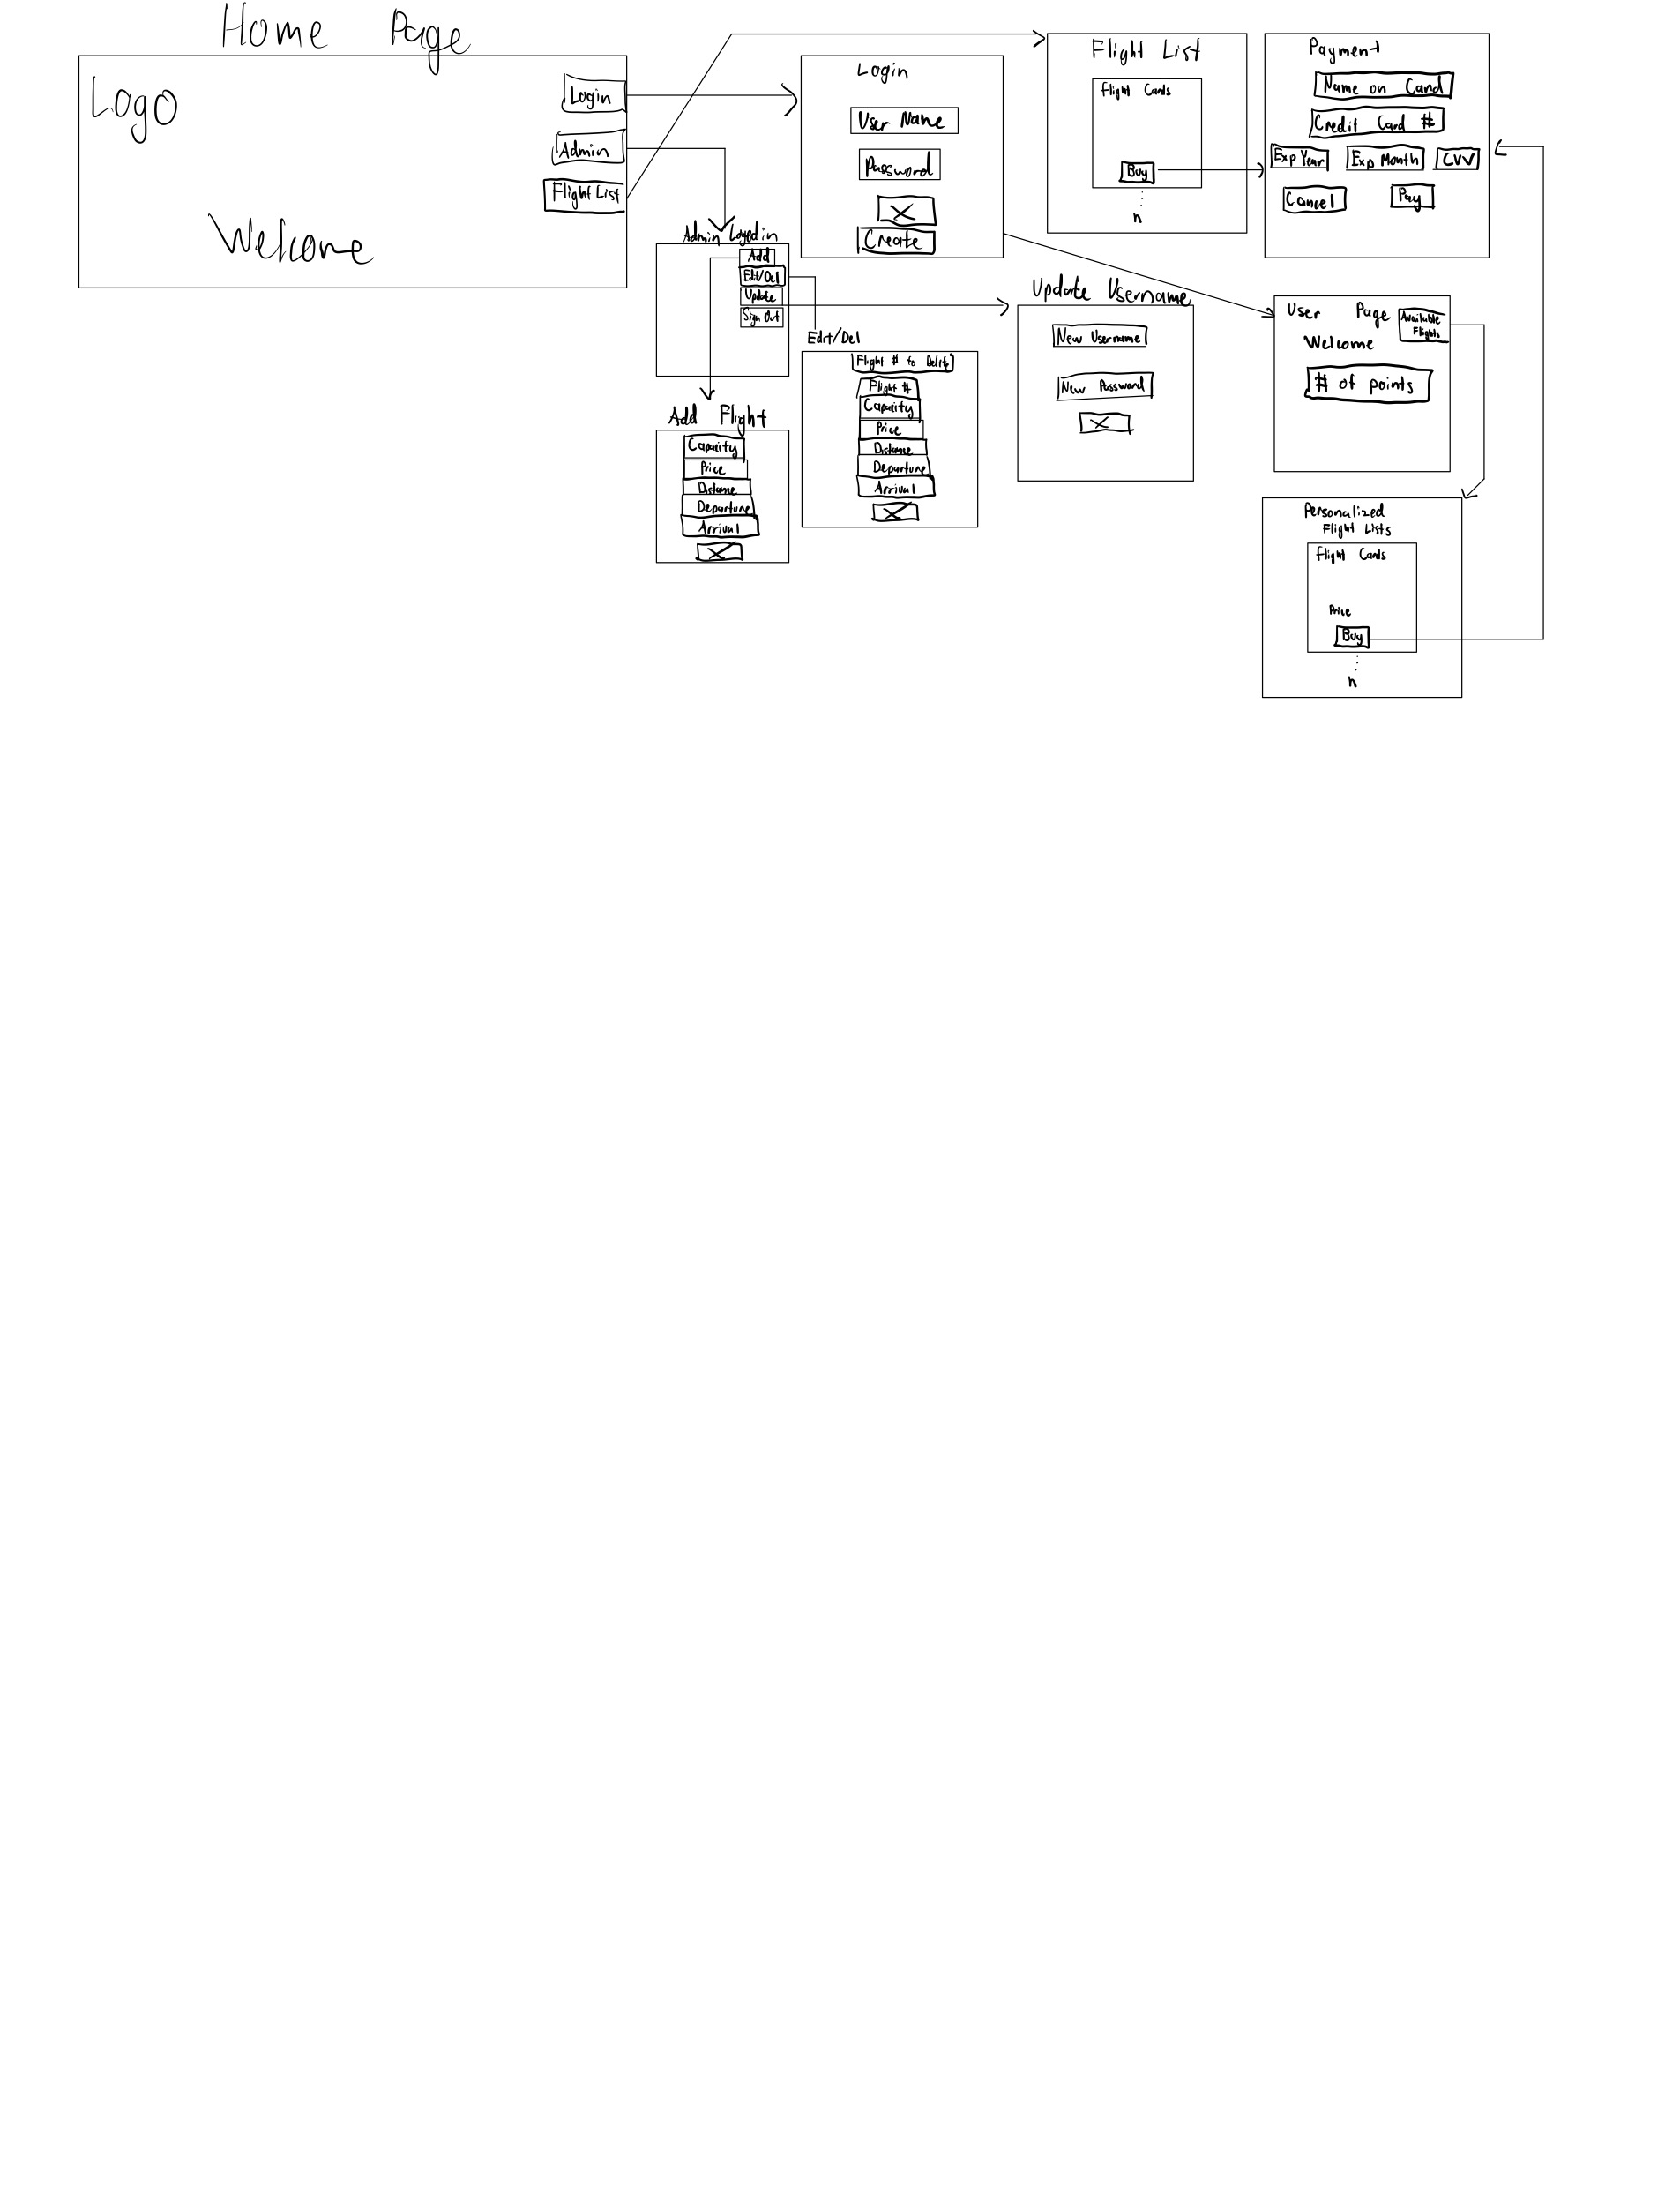 Home Page
Logo
Login
Admin
Flight List
Welcome
Login
User Name
Password
Create
Flight List
Flight Cards
Buy
n
Payment
Name on Card
Credit Card #
Exp Year
Exp Month
CVV
Cancel
Pay
Admin Loged in
Add
Edit/Del
Update
Sign Out
Edit/Del
Flight # to Delete
Flight #
Capacity
Price
Distance
Departure
Arrival
Add Flight
Capacity
Price
Distance
Departure
Arrival
Update Username
New Username
New Password
User Page
Available
Flights
Welcome
# of points
Personalized
Flight Lists
Flight Cards
Price
Buy
n